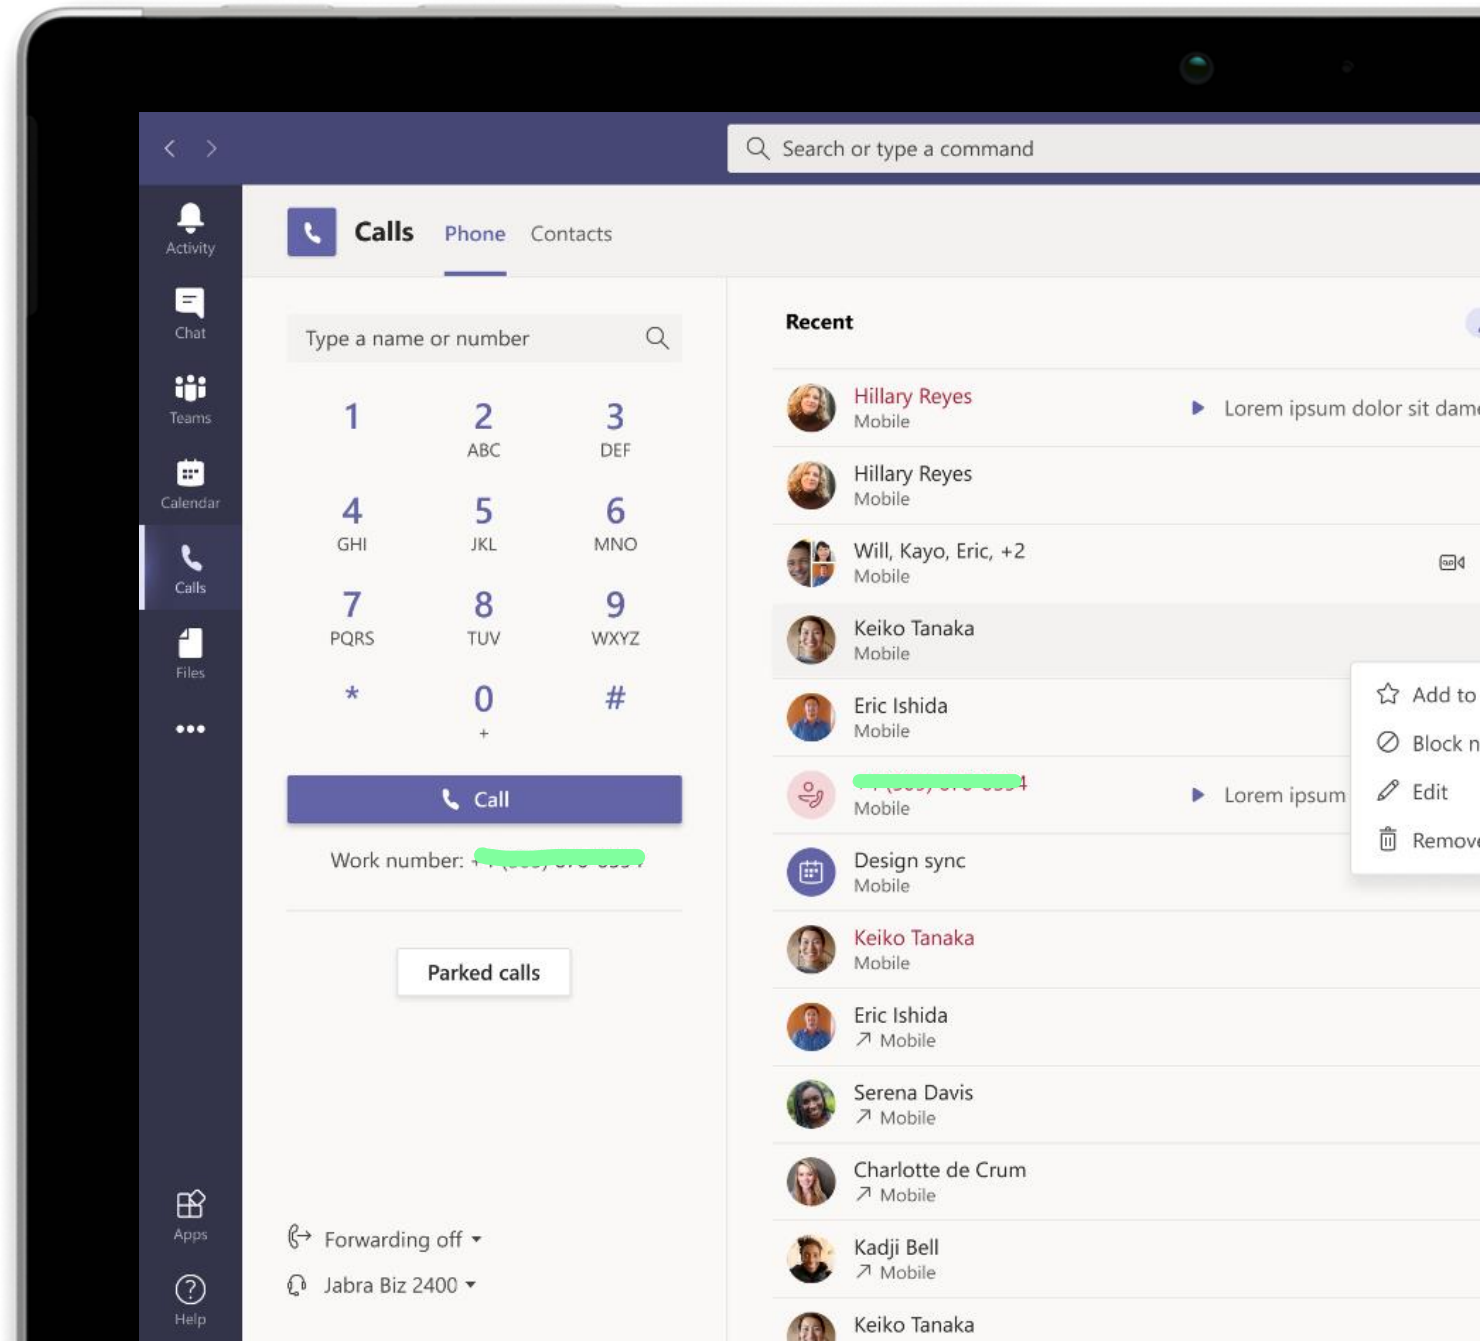 Search or type a command
Activity
Calls Phone Contacts
Chat
Teams
Calendar
Calls
Files
Apps
Help
Type a name or number
1 2 3
ABC DEF
4 5 6
GHI JKL MNO
7 8 9
PQRS TUV WXYZ
* 0 #
+
Call
Work number:
Parked calls
Forwarding off
Jabra Biz 2400
Recent
Hillary Reyes
Mobile
Lorem ipsum dolor sit
Hillary Reyes
Mobile
Will, Kayo, Eric, +2
Mobile
Keiko Tanaka
Mobile
Eric Ishida
Mobile
Mobile
Lorem ipsum
Design sync
Mobile
Keiko Tanaka
Mobile
Eric Ishida
Mobile
Serena Davis
Mobile
Charlotte de Crum
Mobile
Kadji Bell
Mobile
Keiko Tanaka
Add to
Block
Edit